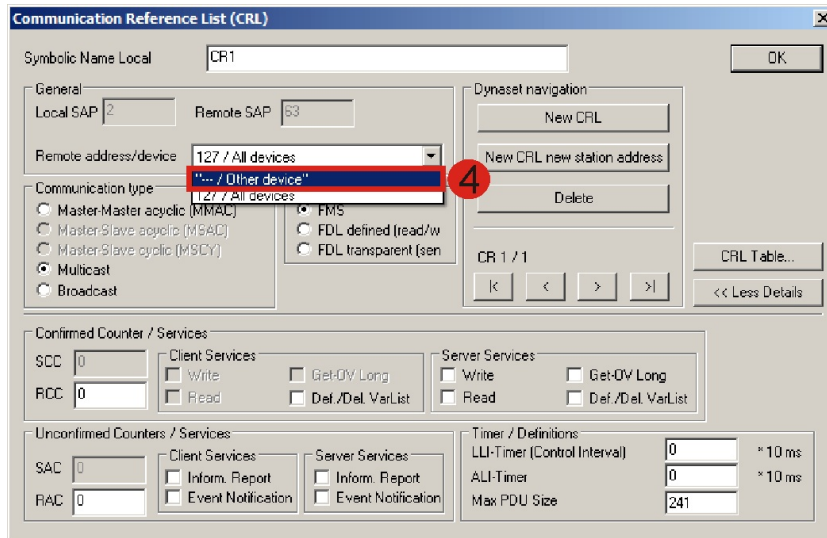 Communication Reference List (CRL)
Symbolic Name Local CR1 OK
General
Local SAP 2 Remote SAP 63
Remote address/device 127 / All devices
"--- / Other device"
127 / All devices
4
Dynaset navigation
New CRL
New CRL new station address
Delete
CR 1 / 1
|< < > >|
CRL Table...
<< Less Details
Communication type
Master-Master acyclic (MMAC)
Master-Slave acyclic (MSAC)
Master-Slave cyclic (MSCY)
Multicast
Broadcast
FMS
FDL defined (read/w
FDL transparent (sen
Confirmed Counter / Services
SCC 0
RCC 0
Client Services
Write Get-OV Long
Read Def./Del. VarList
Server Services
Write Get-OV Long
Read Def./Del. VarList
Unconfirmed Counters / Services
SAC 0
RAC 0
Client Services
Inform. Report
Event Notification
Server Services
Inform. Report
Event Notification
Timer / Definitions
LLI-Timer (Control Interval) 0 * 10 ms
ALI-Timer 0 * 10 ms
Max PDU Size 241